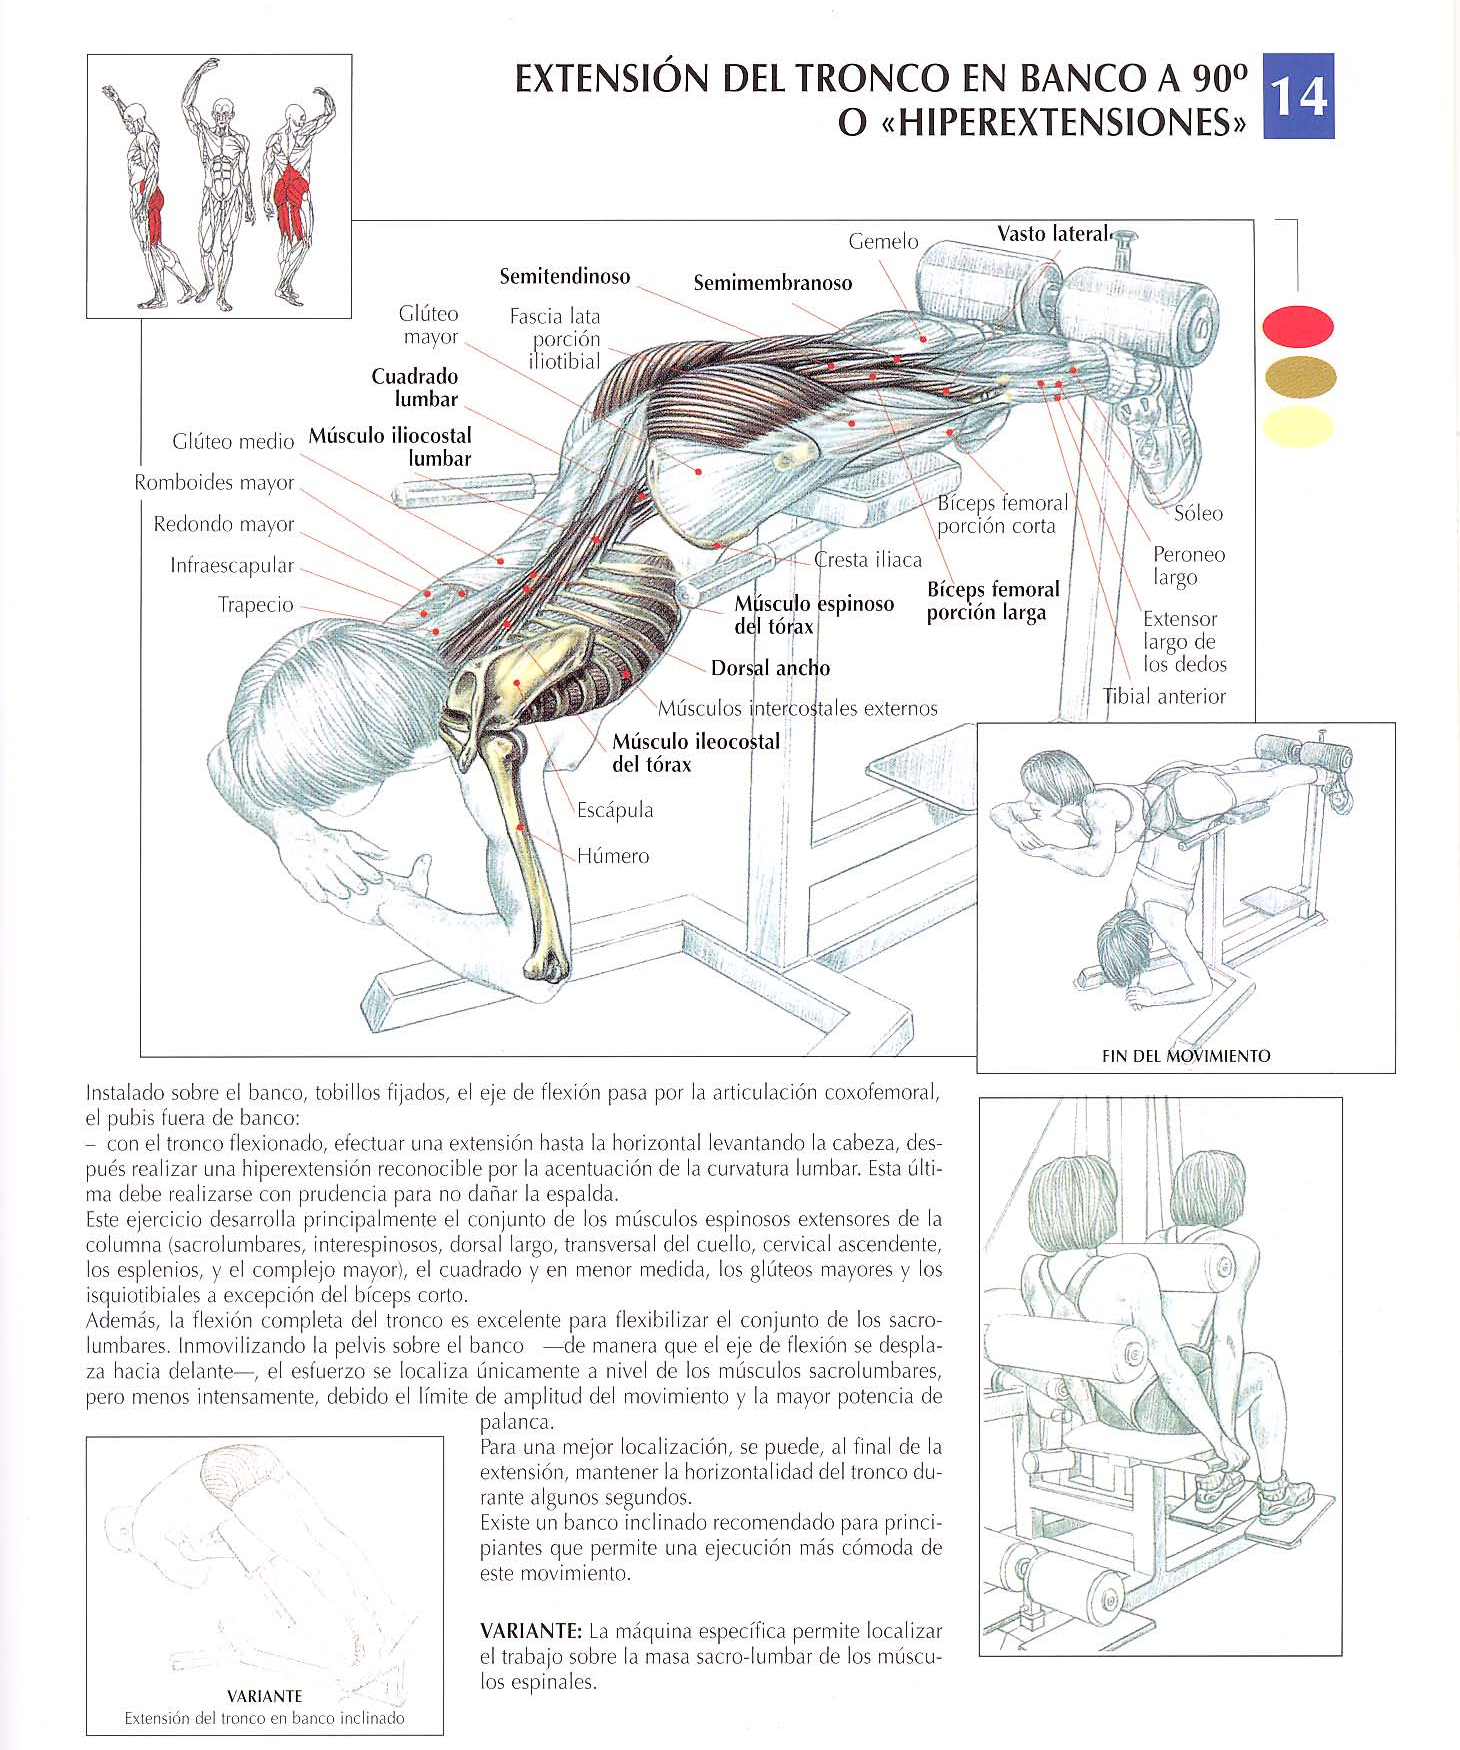 EXTENSIÓN DEL TRONCO EN BANCO A 90º
O «HIPEREXTENSIONES»
14
Gemelo
Vasto lateral
Semitendinoso
Semimembranoso
Glúteo
mayor
Fascia lata
porción
iliotibial
Cuadrado
lumbar
Glúteo medio
Músculo iliocostal
lumbar
Romboides mayor
Redondo mayor
Infraescapular
Trapecio
Bíceps femoral
porción corta
Sóleo
Cresta iliaca
Peroneo
largo
Músculo espinoso
del tórax
Bíceps femoral
porción larga
Extensor
largo de
los dedos
Dorsal ancho
Tibial anterior
Músculos intercostales externos
Músculo ileocostal
del tórax
Escápula
Húmero
FIN DEL MOVIMIENTO
Instalado sobre el banco, tobillos fijados, el eje de flexión pasa por la articulación coxofemoral,
el pubis fuera de banco:
– con el tronco flexionado, efectuar una extensión hasta la horizontal levantando la cabeza, des-
pués realizar una hiperextensión reconocible por la acentuación de la curvatura lumbar. Esta últi-
ma debe realizarse con prudencia para no dañar la espalda.
Este ejercicio desarrolla principalmente el conjunto de los músculos espinosos extensores de la
columna (sacrolumbares, interespinosos, dorsal largo, transversal del cuello, cervical ascendente,
los esplenios, y el complejo mayor), el cuadrado y en menor medida, los glúteos mayores y los
isquiotibiales a excepción del bíceps corto.
Además, la flexión completa del tronco es excelente para flexibilizar el conjunto de los sacro-
lumbares. Inmovilizando la pelvis sobre el banco —de manera que el eje de flexión se despla-
za hacia delante—, el esfuerzo se localiza únicamente a nivel de los músculos sacrolumbares,
pero menos intensamente, debido el límite de amplitud del movimiento y la mayor potencia de
palanca.
Para una mejor localización, se puede, al final de la
extensión, mantener la horizontalidad del tronco du-
rante algunos segundos.
Existe un banco inclinado recomendado para princi-
piantes que permite una ejecución más cómoda de
este movimiento.
VARIANTE: La máquina específica permite localizar
el trabajo sobre la masa sacro-lumbar de los múscu-
los espinales.
VARIANTE
Extensión del tronco en banco inclinado